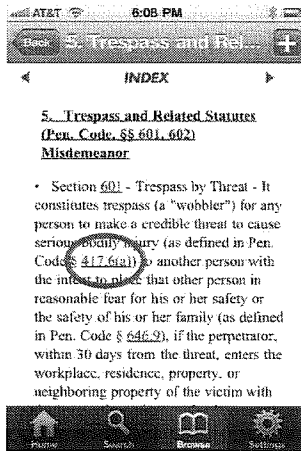 AT&T 6:08 PM
Back 5. Trespass and Rel... +
INDEX
5. Trespass and Related Statutes
(Pen. Code, §§ 601, 602)
Misdemeanor
• Section 601 - Trespass by Threat - It
constitutes trespass (a "wobbler") for any
person to make a credible threat to cause
serious bodily injury (as defined in Pen.
Code § 417.6(a)) to another person with
the intent to place that other person in
reasonable fear for his or her safety or
the safety of his or her family (as defined
in Pen. Code § 646.9), if the perpetrator,
within 30 days from the threat, enters the
workplace, residence, property, or
neighboring property of the victim with
Home Search Browse Settings